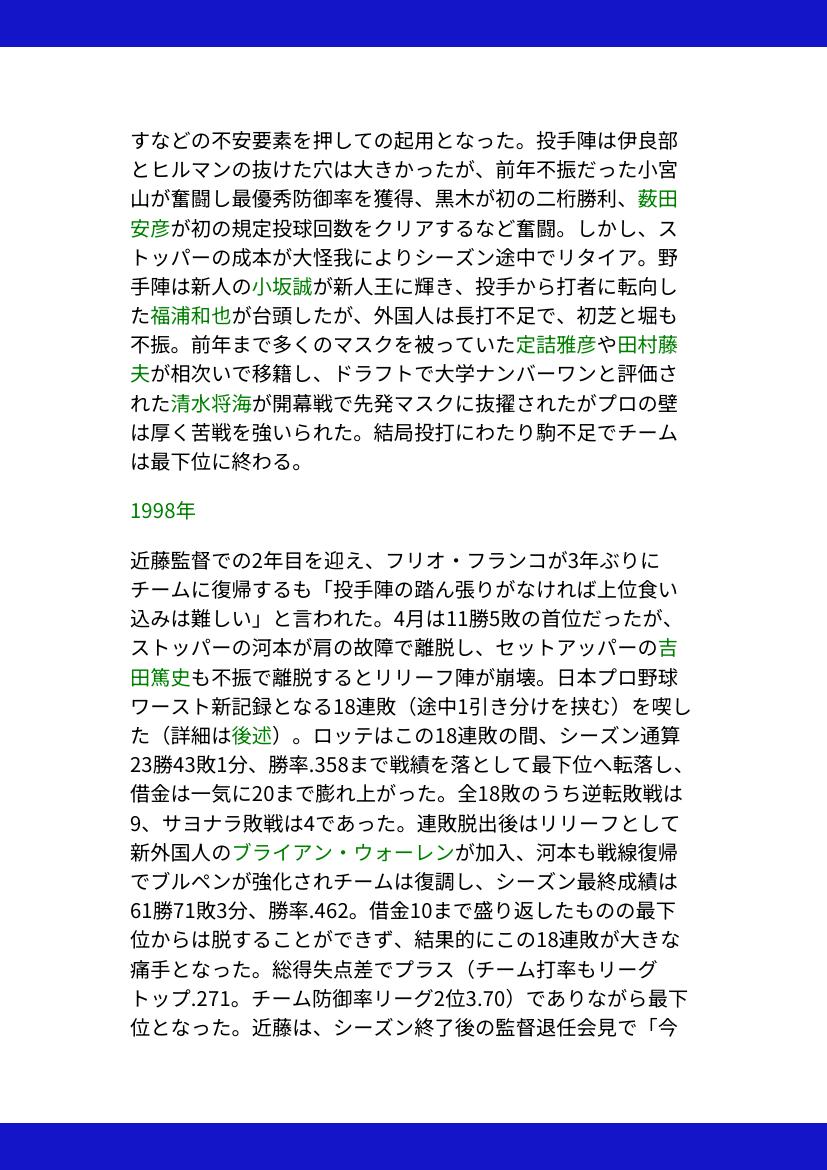 すなどの不安要素を押しての起用となった。投手陣は伊良部
とヒルマンの抜けた穴は大きかったが、前年不振だった小宮
山が奮闘し最優秀防御率を獲得、黒木が初の二桁勝利、薮田
安彦が初の規定投球回数をクリアするなど奮闘。しかし、ス
トッパーの成本が大怪我によりシーズン途中でリタイア。野
手陣は新人の小坂誠が新人王に輝き、投手から打者に転向し
た福浦和也が台頭したが、外国人は長打不足で、初芝と堀も
不振。前年まで多くのマスクを被っていた定詰雅彦や田村藤
夫が相次いで移籍し、ドラフトで大学ナンバーワンと評価さ
れた清水将海が開幕戦で先発マスクに抜擢されたがプロの壁
は厚く苦戦を強いられた。結局投打にわたり駒不足でチーム
は最下位に終わる。
1998年
近藤監督での2年目を迎え、フリオ・フランコが3年ぶりに
チームに復帰するも「投手陣の踏ん張りがなければ上位食い
込みは難しい」と言われた。4月は11勝5敗の首位だったが、
ストッパーの河本が肩の故障で離脱し、セットアッパーの吉
田篤史も不振で離脱するとリリーフ陣が崩壊。日本プロ野球
ワースト新記録となる18連敗（途中1引き分けを挟む）を喫し
た（詳細は後述）。ロッテはこの18連敗の間、シーズン通算
23勝43敗1分、勝率.358まで戦績を落として最下位へ転落し、
借金は一気に20まで膨れ上がった。全18敗のうち逆転敗戦は
9、サヨナラ敗戦は4であった。連敗脱出後はリリーフとして
新外国人のブライアン・ウォーレンが加入、河本も戦線復帰
でブルペンが強化されチームは復調し、シーズン最終成績は
61勝71敗3分、勝率.462。借金10まで盛り返したものの最下
位からは脱することができず、結果的にこの18連敗が大きな
痛手となった。総得失点差でプラス（チーム打率もリーグ
トップ.271。チーム防御率リーグ2位3.70）でありながら最下
位となった。近藤は、シーズン終了後の監督退任会見で「今